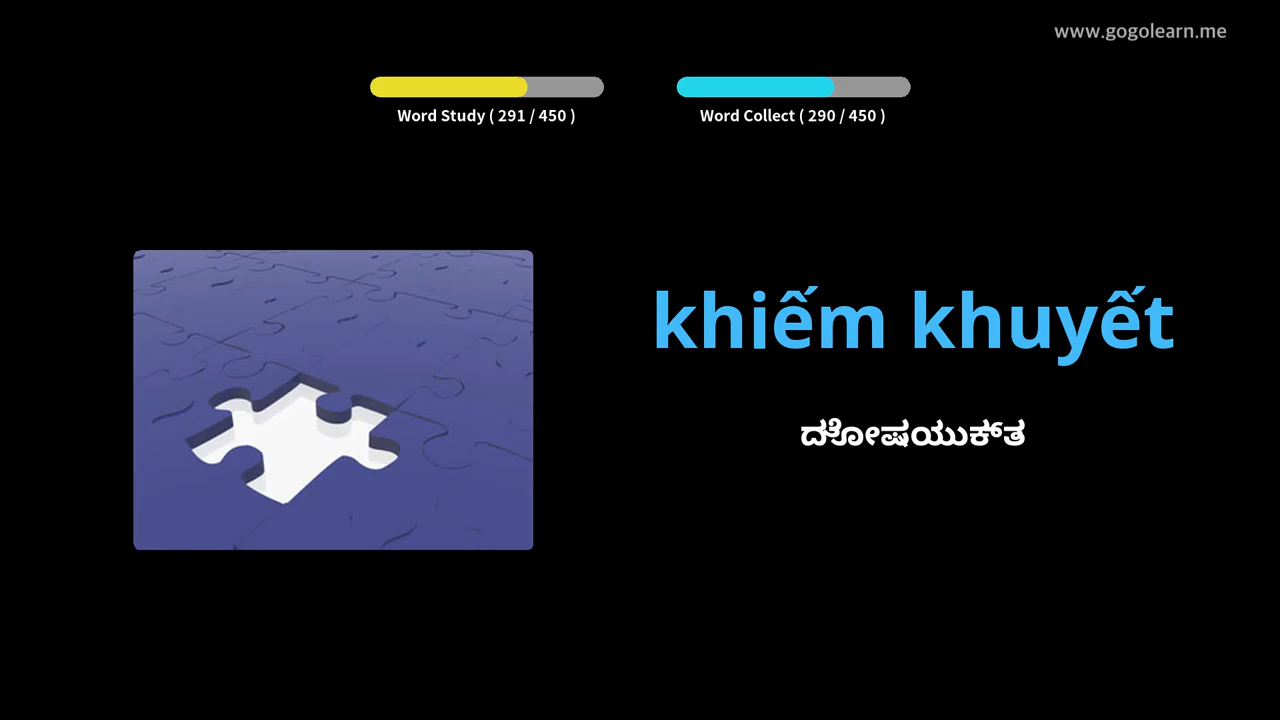 www.gogolearn.me
Word Study ( 291 / 450 )
Word Collect ( 290 / 450 )
khiếm khuyết
ದೋಷಯುಕ್ತ